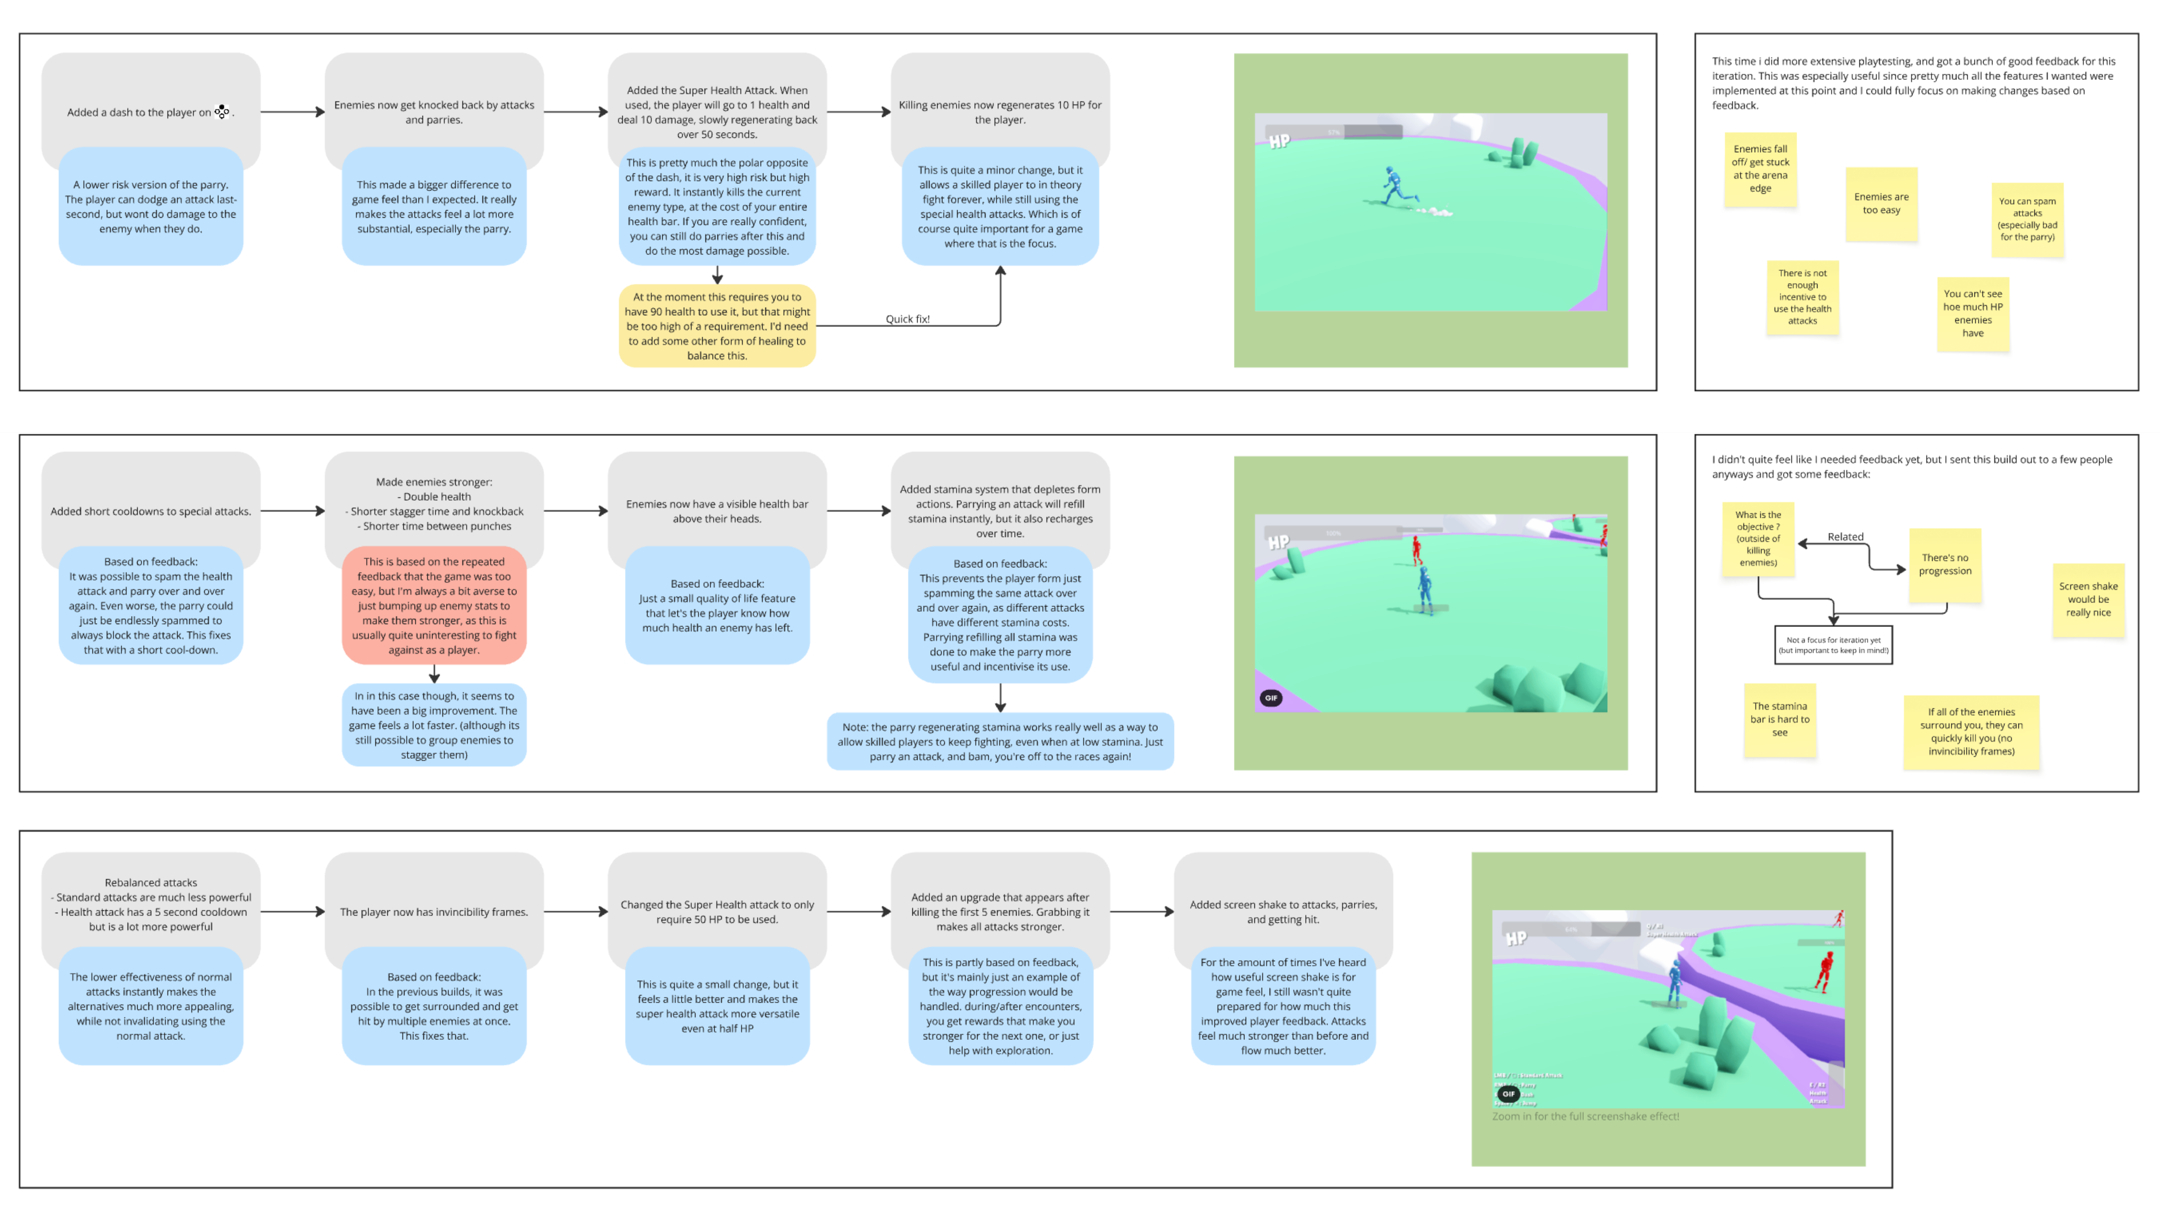 Added a dash to the player on
.
A lower risk version of the parry.
The player can dodge an attack last-
second, but wont do damage to the
enemy when they do.
Enemies now get knocked back by attacks
and parries.
This made a bigger difference to
game feel than I expected. It really
makes the attacks feel a lot more
substantial, especially the parry.
Added the Super Health Attack. When
used, the player will go to 1 health and
deal 10 damage, slowly regenerating back
over 50 seconds.
This is pretty much the polar opposite
of the dash, it is very high risk but high
reward. It instantly kills the current
enemy type, at the cost of your entire
health bar. If you are really confident,
you can still do parries after this and
do the most damage possible.
At the moment this requires you to
have 90 health to use it, but that might
be too high of a requirement. I'd need
to add some other form of healing to
balance this.
Quick fix!
Killing enemies now regenerates 10 HP for
the player.
This is quite a minor change, but it
allows a skilled player to in theory
fight forever, while still using the
special health attacks. Which is of
course quite important for a game
where that is the focus.
HP
This time i did more extensive playtesting, and got a bunch of good feedback for this
iteration. This was especially useful since pretty much all the features I wanted were
implemented at this point and I could fully focus on making changes based on
feedback.
Enemies fall
off/ get stuck
at the arena
edge
Enemies are
too easy
You can spam
attacks
(especially bad
for the parry)
There is not
enough
incentive to
use the health
attacks
You can't see
hoe much HP
enemies
have
Added short cooldowns to special attacks.
Based on feedback:
It was possible to spam the health
attack and parry over and over
again. Even worse, the parry could
just be endlessly spammed to
always block the attack. This fixes
that with a short cool-down.
Made enemies stronger:
- Double health
- Shorter stagger time and knockback
- Shorter time between punches
This is based on the repeated
feedback that the game was too
easy, but I'm always a bit averse to
just bumping up enemy stats to
make them stronger, as this is
usually quite uninteresting to fight
against as a player.
In in this case though, it seems to
have been a big improvement. The
game feels a lot faster. (although its
still possible to group enemies to
stagger them)
Enemies now have a visible health bar
above their heads.
Based on feedback:
Just a small quality of life feature
that let's the player know how
much health an enemy has left.
Added stamina system that depletes form
actions. Parrying an attack will refill
stamina instantly, but it also recharges
over time.
Based on feedback:
This prevents the player form just
spamming the same attack over
and over again, as different attacks
have different stamina costs.
Parrying refilling all stamina was
done to make the parry more
useful and incentivise its use.
Note: the parry regenerating stamina works really well as a way to
allow skilled players to keep fighting, even when at low stamina. Just
parry an attack, and bam, you're off to the races again!
HP
100%
GIF
I didn't quite feel like I needed feedback yet, but I sent this build out to a few people
anyways and got some feedback:
What is the
objective ?
(outside of
killing
enemies)
Related
There's no
progression
Screen shake
would be
really nice
Not a focus for iteration yet
(but important to keep in mind!)
The stamina
bar is hard to
see
If all of the enemies
surround you, they can
quickly kill you (no
invincibility frames)
Rebalanced attacks
- Standard attacks are much less powerful
- Health attack has a 5 second cooldown
but is a lot more powerful
The lower effectiveness of normal
attacks instantly makes the
alternatives much more appealing,
while not invalidating using the
normal attack.
The player now has invincibility frames.
Based on feedback:
In the previous builds, it was
possible to get surrounded and get
hit by multiple enemies at once.
This fixes that.
Changed the Super Health attack to only
require 50 HP to be used.
This is quite a small change, but it
feels a little better and makes the
super health attack more versatile
even at half HP
Added an upgrade that appears after
killing the first 5 enemies. Grabbing it
makes all attacks stronger.
This is partly based on feedback,
but it's mainly just an example of
the way progression would be
handled. during/after encounters,
you get rewards that make you
stronger for the next one, or just
help with exploration.
Added screen shake to attacks, parries,
and getting hit.
For the amount of times I've heard
how useful screen shake is for
game feel, I still wasn't quite
prepared for how much this
improved player feedback. Attacks
feel much stronger than before and
flow much better.
HP
Super Health Attack
Standard Attack
GIF
Health
Attack
Zoom in for the full screenshake effect!